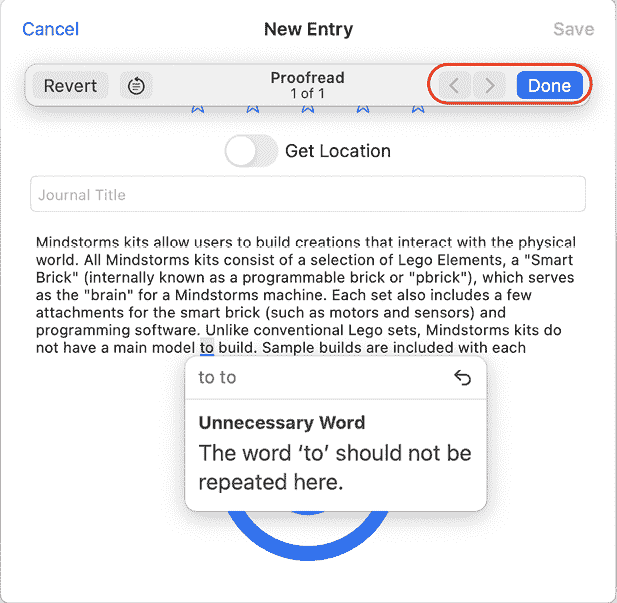 Cancel New Entry Save
Revert Proofread Done
1 of 1
Get Location
Journal Title
Mindstorms kits allow users to build creations that interact with the physical
world. All Mindstorms kits consist of a selection of Lego Elements, a "Smart
Brick" (internally known as a programmable brick or "pbrick"), which serves
as the "brain" for a Mindstorms machine. Each set also includes a few
attachments for the smart brick (such as motors and sensors) and
programming software. Unlike conventional Lego sets, Mindstorms kits do
not have a main model to build. Sample builds are included with each
to to
Unnecessary Word
The word ‘to’ should not be
repeated here.